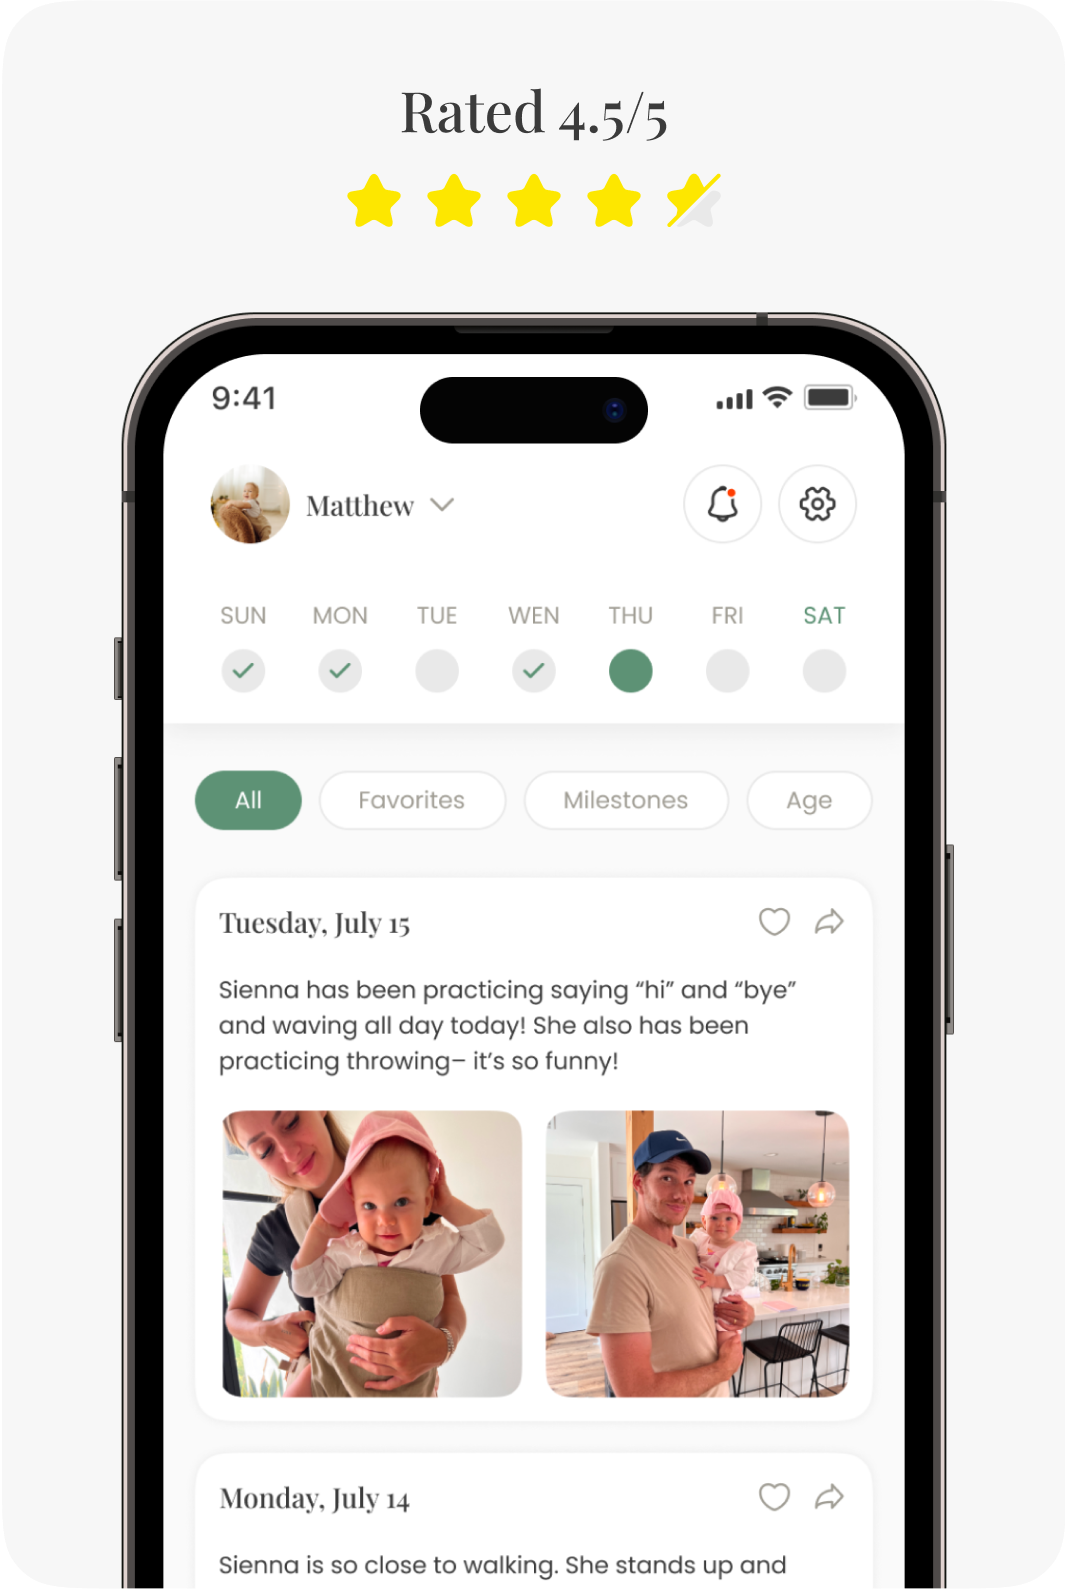 Rated 4.5/5
9:41
Matthew
SUN MON TUE WEN THU FRI SAT
All Favorites Milestones Age
Tuesday, July 15
Sienna has been practicing saying “hi” and “bye”
and waving all day today! She also has been
practicing throwing– it’s so funny!
Monday, July 14
Sienna is so close to walking. She stands up and